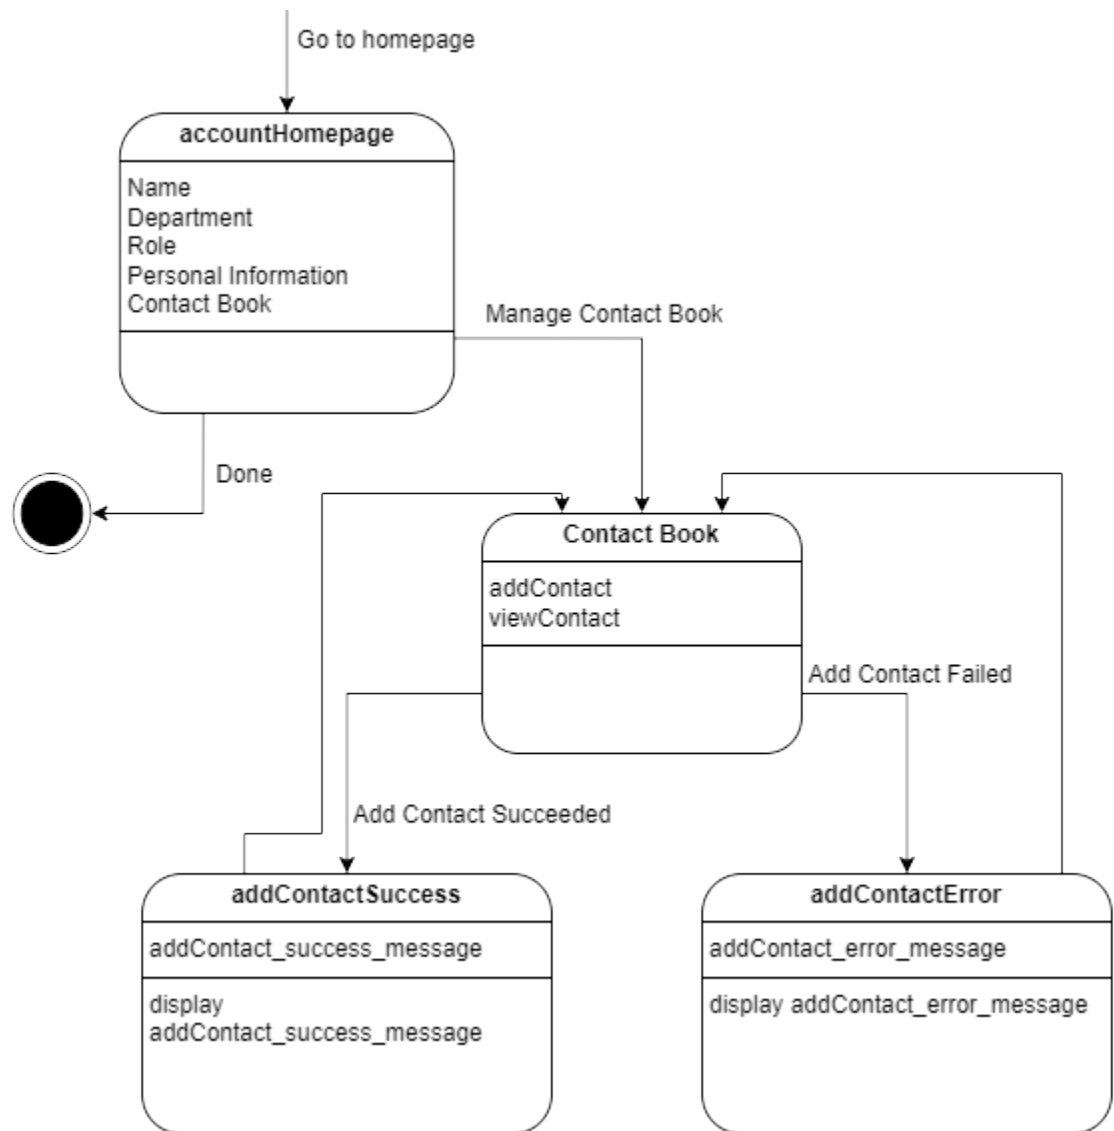 Go to homepage
accountHomepage
Name
Department
Role
Personal Information
Contact Book
Manage Contact Book
Done
Contact Book
addContact
viewContact
Add Contact Failed
Add Contact Succeeded
addContactSuccess
addContact_success_message
display
addContact_success_message
addContactError
addContact_error_message
display addContact_error_message